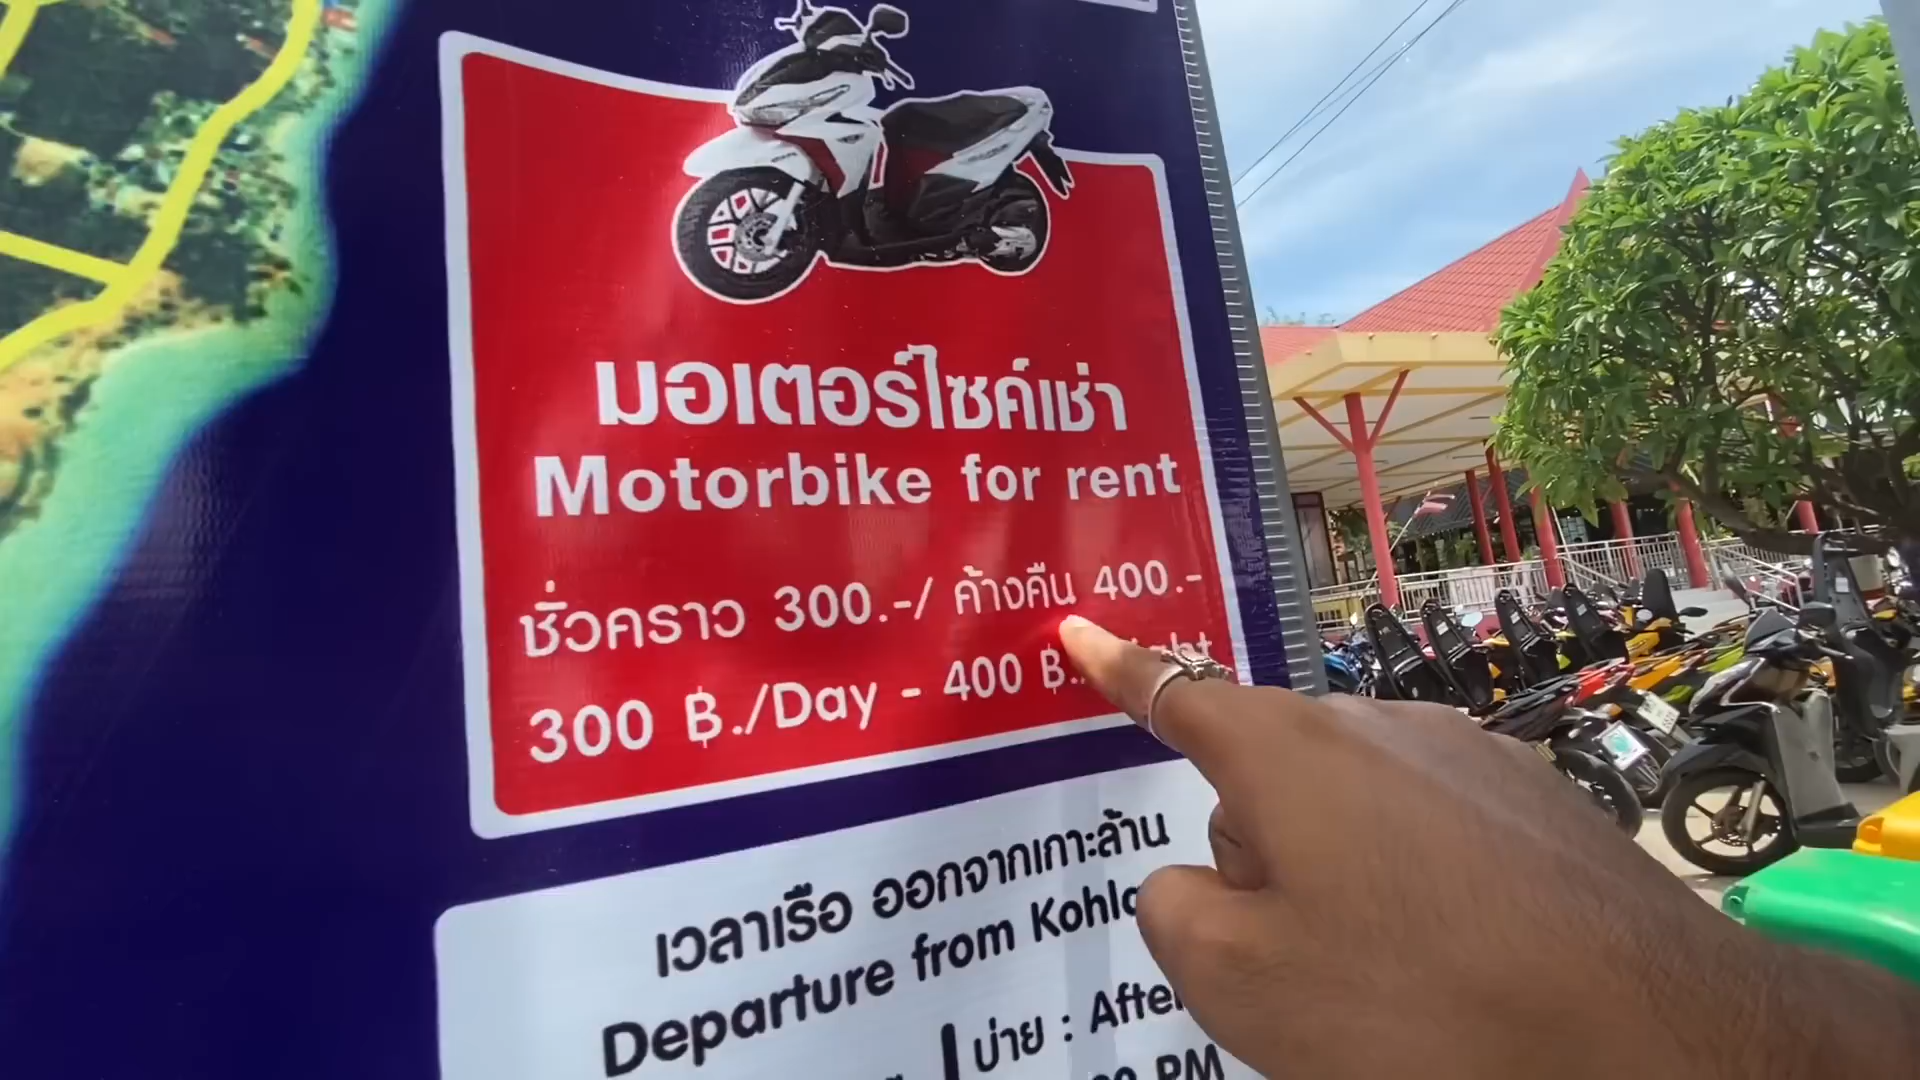 มอเตอร์ไซค์เช่า
Motorbike for rent
ชั่วคราว 300.-/ ค้างคืน 400.-
300 ฿./Day - 400 ฿./
เวลาเรือ ออกจากเกาะล้าน
Departure from
บ่าย :
PM